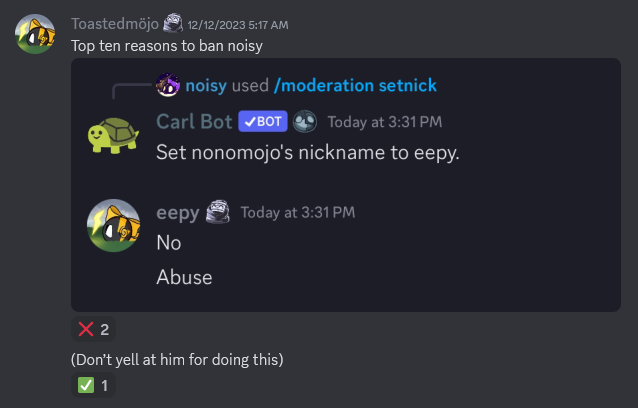 Toastedmöjo 12/12/2023 5:17 AM
Top ten reasons to ban noisy
noisy used /moderation setnick
Carl Bot ✓BOT Today at 3:31 PM
Set nonomojo's nickname to eepy.
eepy Today at 3:31 PM
No
Abuse
❌ 2
(Don't yell at him for doing this)
✅ 1